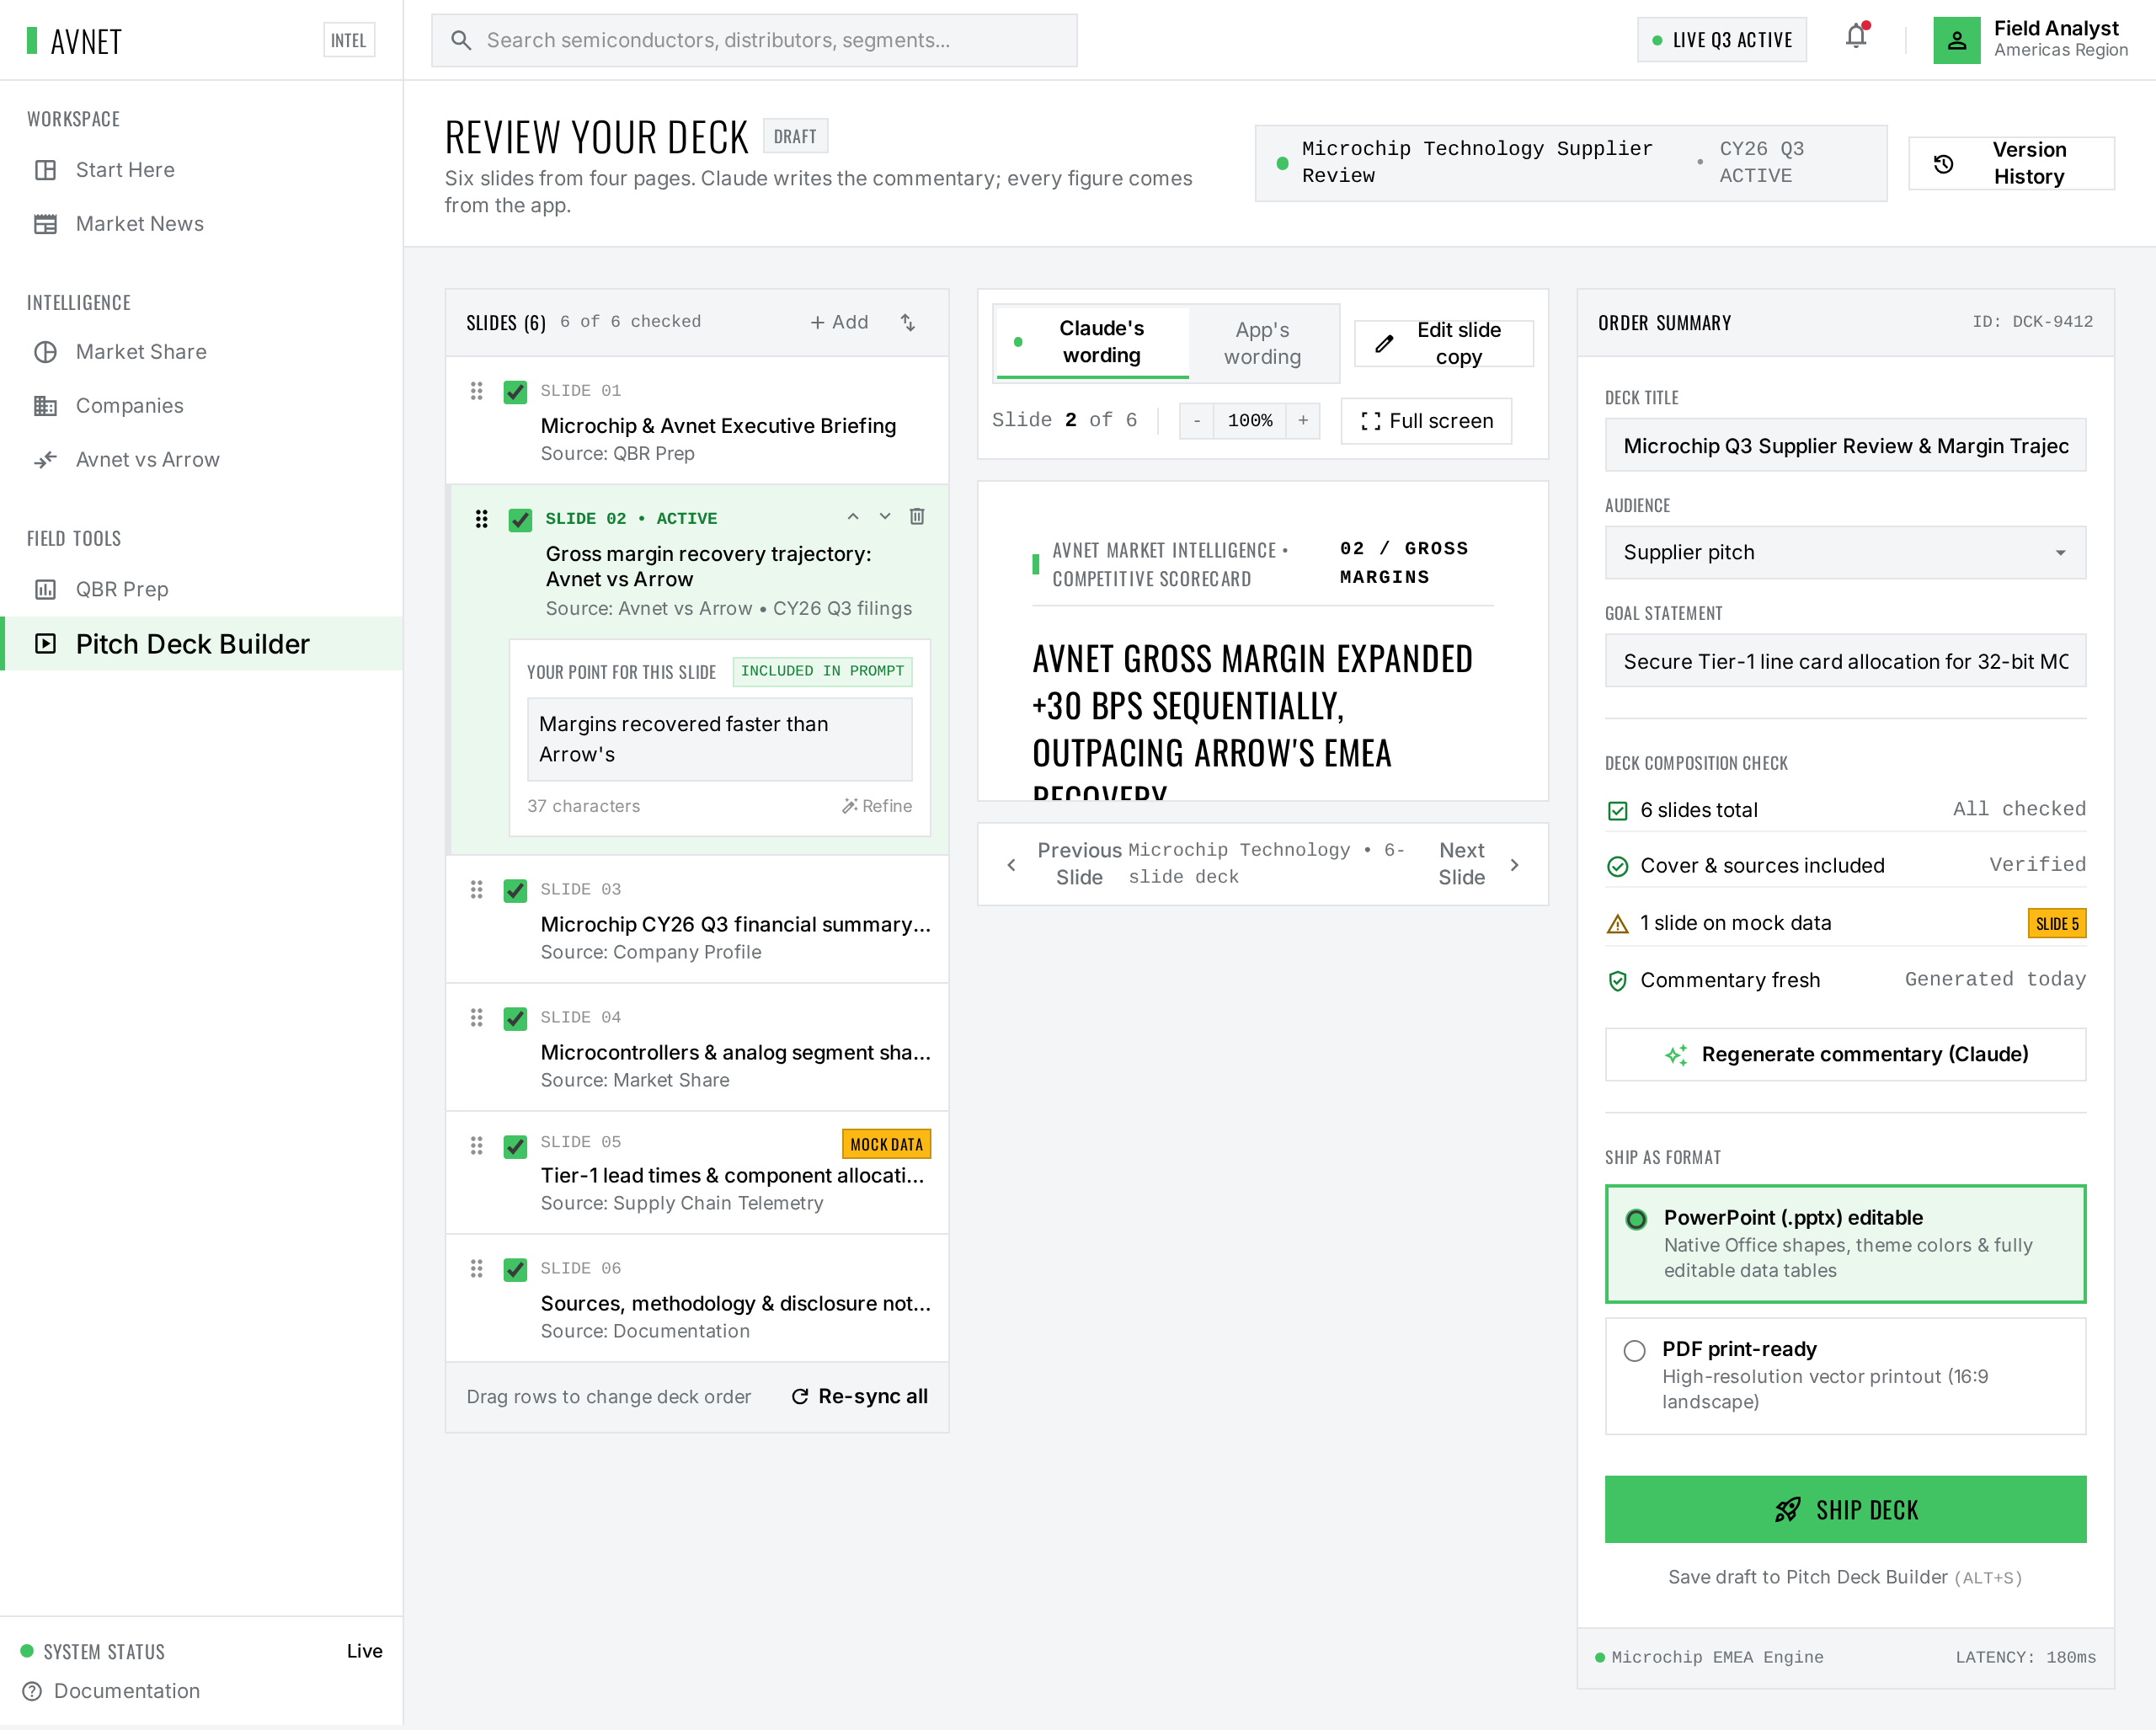 AVNET
INTEL
Search semiconductors, distributors, segments...
LIVE Q3 ACTIVE
Field Analyst
Americas Region
WORKSPACE
Start Here
Market News
INTELLIGENCE
Market Share
Companies
Avnet vs Arrow
FIELD TOOLS
QBR Prep
Pitch Deck Builder
SYSTEM STATUS
Live
Documentation
REVIEW YOUR DECK
DRAFT
Six slides from four pages. Claude writes the commentary; every figure comes
from the app.
Microchip Technology Supplier
Review
• CY26 Q3
ACTIVE
Version
History
SLIDES (6)
6 of 6 checked
+ Add
SLIDE 01
Microchip & Avnet Executive Briefing
Source: QBR Prep
SLIDE 02 • ACTIVE
Gross margin recovery trajectory:
Avnet vs Arrow
Source: Avnet vs Arrow • CY26 Q3 filings
YOUR POINT FOR THIS SLIDE
INCLUDED IN PROMPT
Margins recovered faster than
Arrow's
37 characters
Refine
SLIDE 03
Microchip CY26 Q3 financial summary...
Source: Company Profile
SLIDE 04
Microcontrollers & analog segment sha...
Source: Market Share
SLIDE 05
MOCK DATA
Tier-1 lead times & component allocati...
Source: Supply Chain Telemetry
SLIDE 06
Sources, methodology & disclosure not...
Source: Documentation
Drag rows to change deck order
Re-sync all
Claude's
wording
App's
wording
Edit slide
copy
Slide 2 of 6
- 100% +
Full screen
AVNET MARKET INTELLIGENCE •
COMPETITIVE SCORECARD
02 / GROSS
MARGINS
AVNET GROSS MARGIN EXPANDED
+30 BPS SEQUENTIALLY,
OUTPACING ARROW'S EMEA
RECOVERY
Previous
Slide
Microchip Technology • 6-
slide deck
Next
Slide
ORDER SUMMARY
ID: DCK-9412
DECK TITLE
Microchip Q3 Supplier Review & Margin Trajec
AUDIENCE
Supplier pitch
GOAL STATEMENT
Secure Tier-1 line card allocation for 32-bit MC
DECK COMPOSITION CHECK
6 slides total
All checked
Cover & sources included
Verified
1 slide on mock data
SLIDE 5
Commentary fresh
Generated today
Regenerate commentary (Claude)
SHIP AS FORMAT
PowerPoint (.pptx) editable
Native Office shapes, theme colors & fully
editable data tables
PDF print-ready
High-resolution vector printout (16:9
landscape)
SHIP DECK
Save draft to Pitch Deck Builder (ALT+S)
Microchip EMEA Engine
LATENCY: 180ms